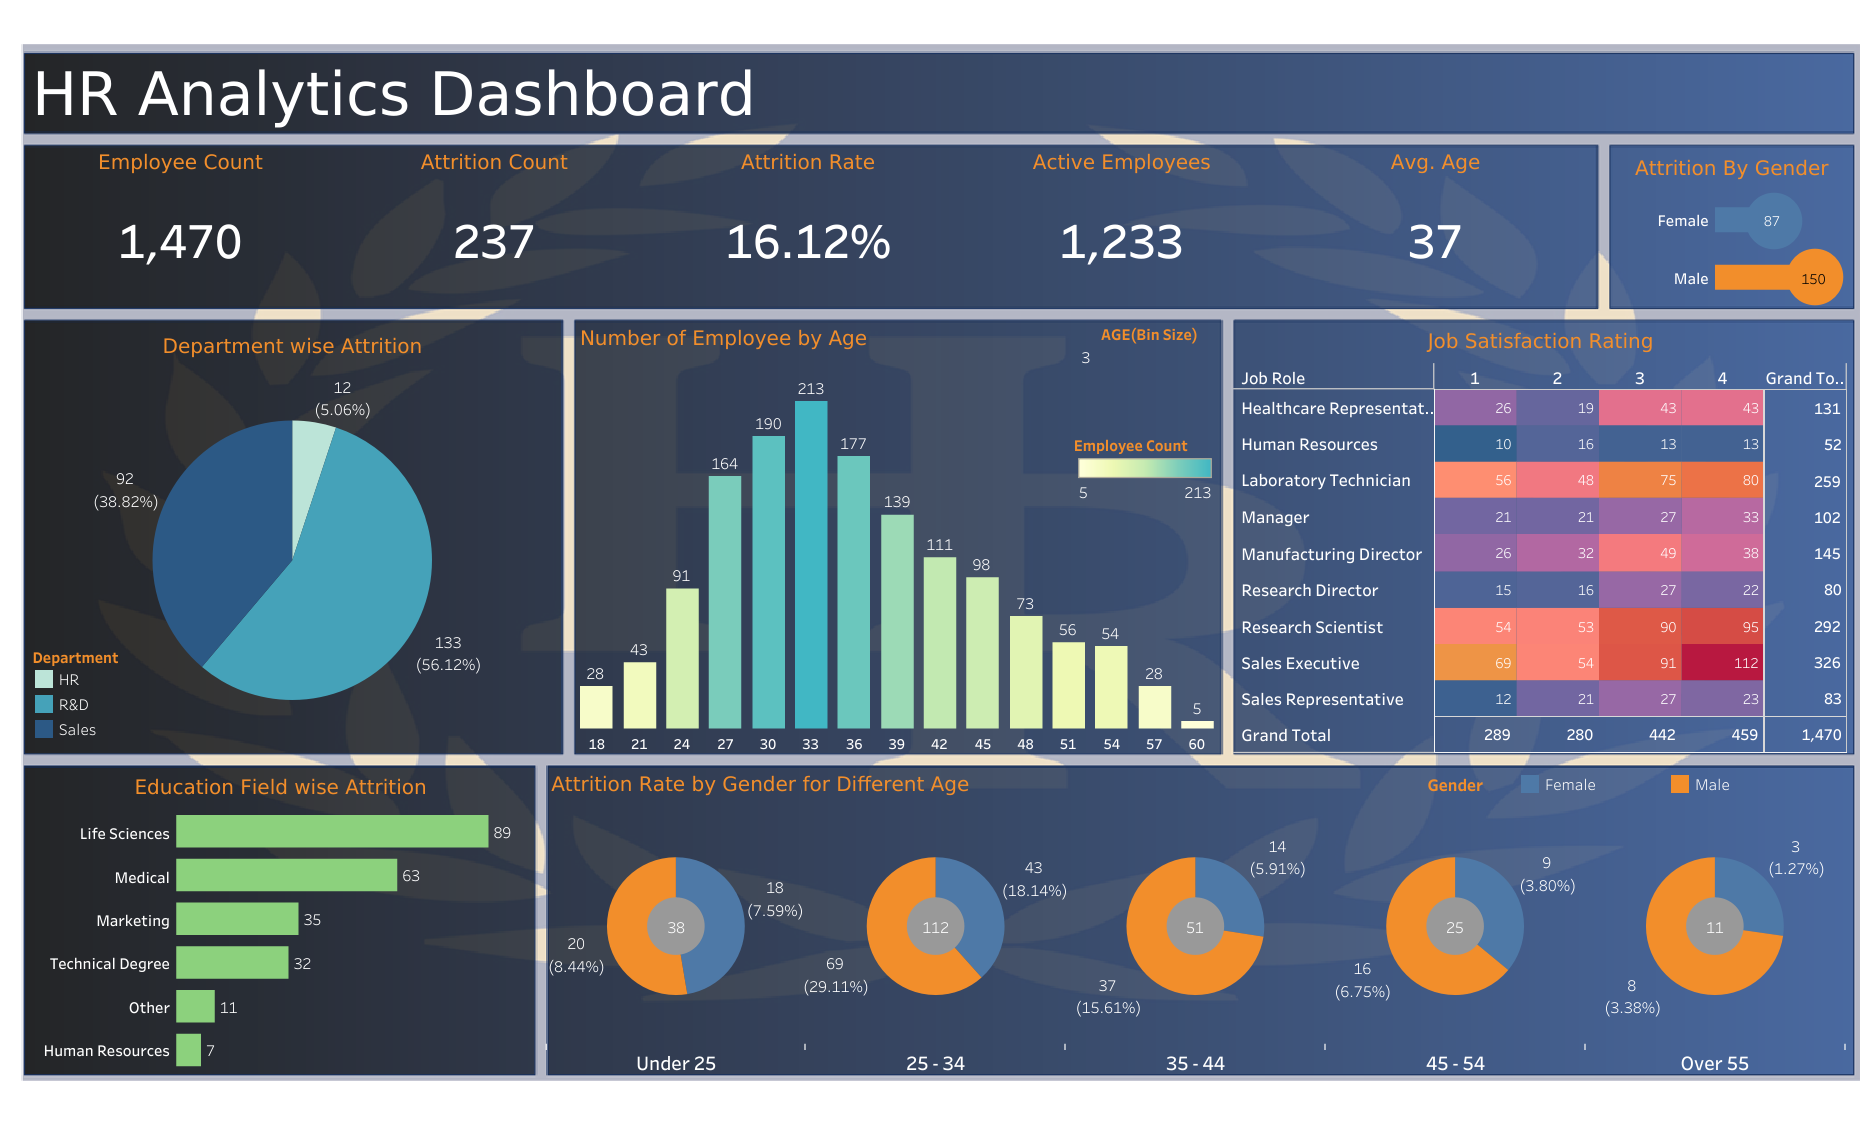 HR Analytics Dashboard
Employee Count
Attrition Count
Attrition Rate
Active Employees
Avg. Age
1,470
237
16.12%
1,233
37
Attrition By Gender
Female
87
Male
150
Department wise Attrition
12
(5.06%)
92
(38.82%)
133
(56.12%)
Department
HR
R&D
Sales
Number of Employee by Age
AGE(Bin Size)
3
Employee Count
5 213
28 43 91 164 190 213 177 139 111 98 73 56 54 28 5
18 21 24 27 30 33 36 39 42 45 48 51 54 57 60
HR
Job Satisfaction Rating
Job Role 1 2 3 4 Grand To..
Healthcare Representat.. 26 19 43 43 131
Human Resources 10 16 13 13 52
Laboratory Technician 56 48 75 80 259
Manager 21 21 27 33 102
Manufacturing Director 26 32 49 38 145
Research Director 15 16 27 22 80
Research Scientist 54 53 90 95 292
Sales Executive 69 54 91 112 326
Sales Representative 12 21 27 23 83
Grand Total 289 280 442 459 1,470
Education Field wise Attrition
Life Sciences 89
Medical 63
Marketing 35
Technical Degree 32
Other 11
Human Resources 7
Attrition Rate by Gender for Different Age
Gender Female Male
18
(7.59%)
38
20
(8.44%)
43
(18.14%)
112
69
(29.11%)
14
(5.91%)
51
37
(15.61%)
9
(3.80%)
25
16
(6.75%)
3
(1.27%)
11
8
(3.38%)
Under 25
25 - 34
35 - 44
45 - 54
Over 55